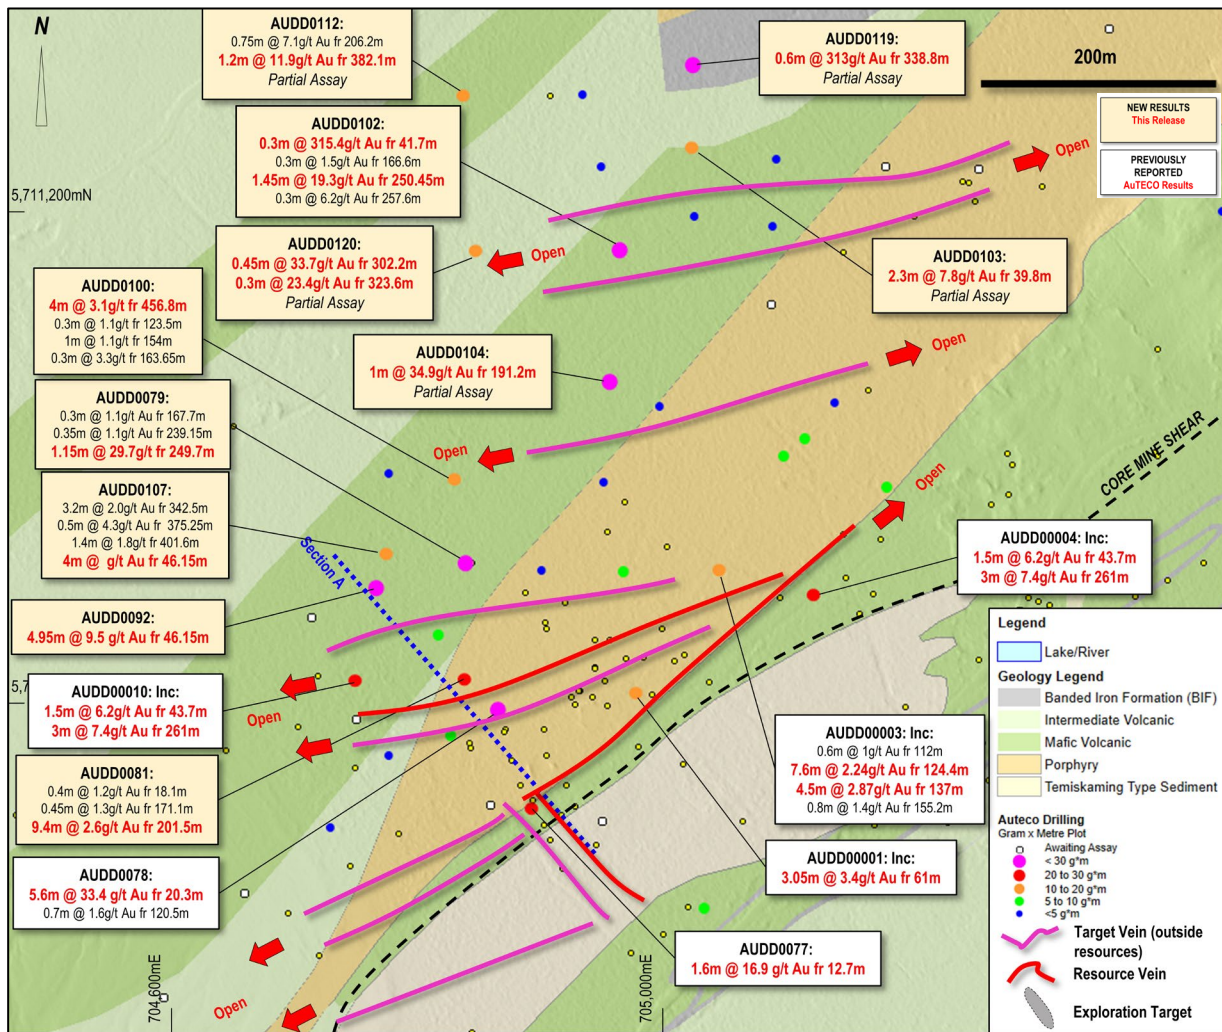 N
AUDD0112:
0.75m @ 7.1g/t Au fr 206.2m
1.2m @ 11.9g/t Au fr 382.1m
Partial Assay
AUDD0119:
0.6m @ 313g/t Au fr 338.8m
Partial Assay
200m
NEW RESULTS
This Release
PREVIOUSLY
REPORTED
AuTECO Results
AUDD0102:
0.3m @ 315.4g/t Au fr 41.7m
0.3m @ 1.5g/t Au fr 166.6m
1.45m @ 19.3g/t Au fr 250.45m
0.3m @ 6.2g/t Au fr 257.6m
Open
5,711,200mN
AUDD0120:
0.45m @ 33.7g/t Au fr 302.2m
0.3m @ 23.4g/t Au fr 323.6m
Partial Assay
Open
AUDD0103:
2.3m @ 7.8g/t Au fr 39.8m
Partial Assay
AUDD0100:
4m @ 3.1g/t fr 456.8m
0.3m @ 1.1g/t fr 123.5m
1m @ 1.1g/t fr 154m
0.3m @ 3.3g/t fr 163.65m
AUDD0104:
1m @ 34.9g/t Au fr 191.2m
Partial Assay
Open
AUDD0079:
0.3m @ 1.1g/t Au fr 167.7m
0.35m @ 1.1g/t Au fr 239.15m
1.15m @ 29.7g/t Au fr 249.7m
Open
AUDD0107:
3.2m @ 2.0g/t Au fr 342.5m
0.5m @ 4.3g/t Au fr 375.25m
1.4m @ 1.8g/t Au fr 401.6m
4m @ g/t Au fr 46.15m
Open
CORE MINE SHEAR
Section A
AUDD00004: Inc:
1.5m @ 6.2g/t Au fr 43.7m
3m @ 7.4g/t Au fr 261m
AUDD0092:
4.95m @ 9.5 g/t Au fr 46.15m
5,7
AUDD00010: Inc:
1.5m @ 6.2g/t Au fr 43.7m
3m @ 7.4g/t Au fr 261m
Open
AUDD0081:
0.4m @ 1.2g/t Au fr 18.1m
0.45m @ 1.3g/t Au fr 171.1m
9.4m @ 2.6g/t Au fr 201.5m
AUDD00003: Inc:
0.6m @ 1g/t Au fr 112m
7.6m @ 2.24g/t Au fr 124.4m
4.5m @ 2.87g/t Au fr 137m
0.8m @ 1.4g/t Au fr 155.2m
AUDD0078:
5.6m @ 33.4 g/t Au fr 20.3m
0.7m @ 1.6g/t Au fr 120.5m
AUDD00001: Inc:
3.05m @ 3.4g/t Au fr 61m
AUDD0077:
1.6m @ 16.9 g/t Au fr 12.7m
Open
Open
704,600mE
705,000mE
Legend
Lake/River
Geology Legend
Banded Iron Formation (BIF)
Intermediate Volcanic
Mafic Volcanic
Porphyry
Temiskaming Type Sediment
Auteco Drilling
Gram x Metre Plot
Awaiting Assay
< 30 g*m
20 to 30 g*m
10 to 20 g*m
5 to 10 g*m
<5 g*m
Target Vein (outside
resources)
Resource Vein
Exploration Target